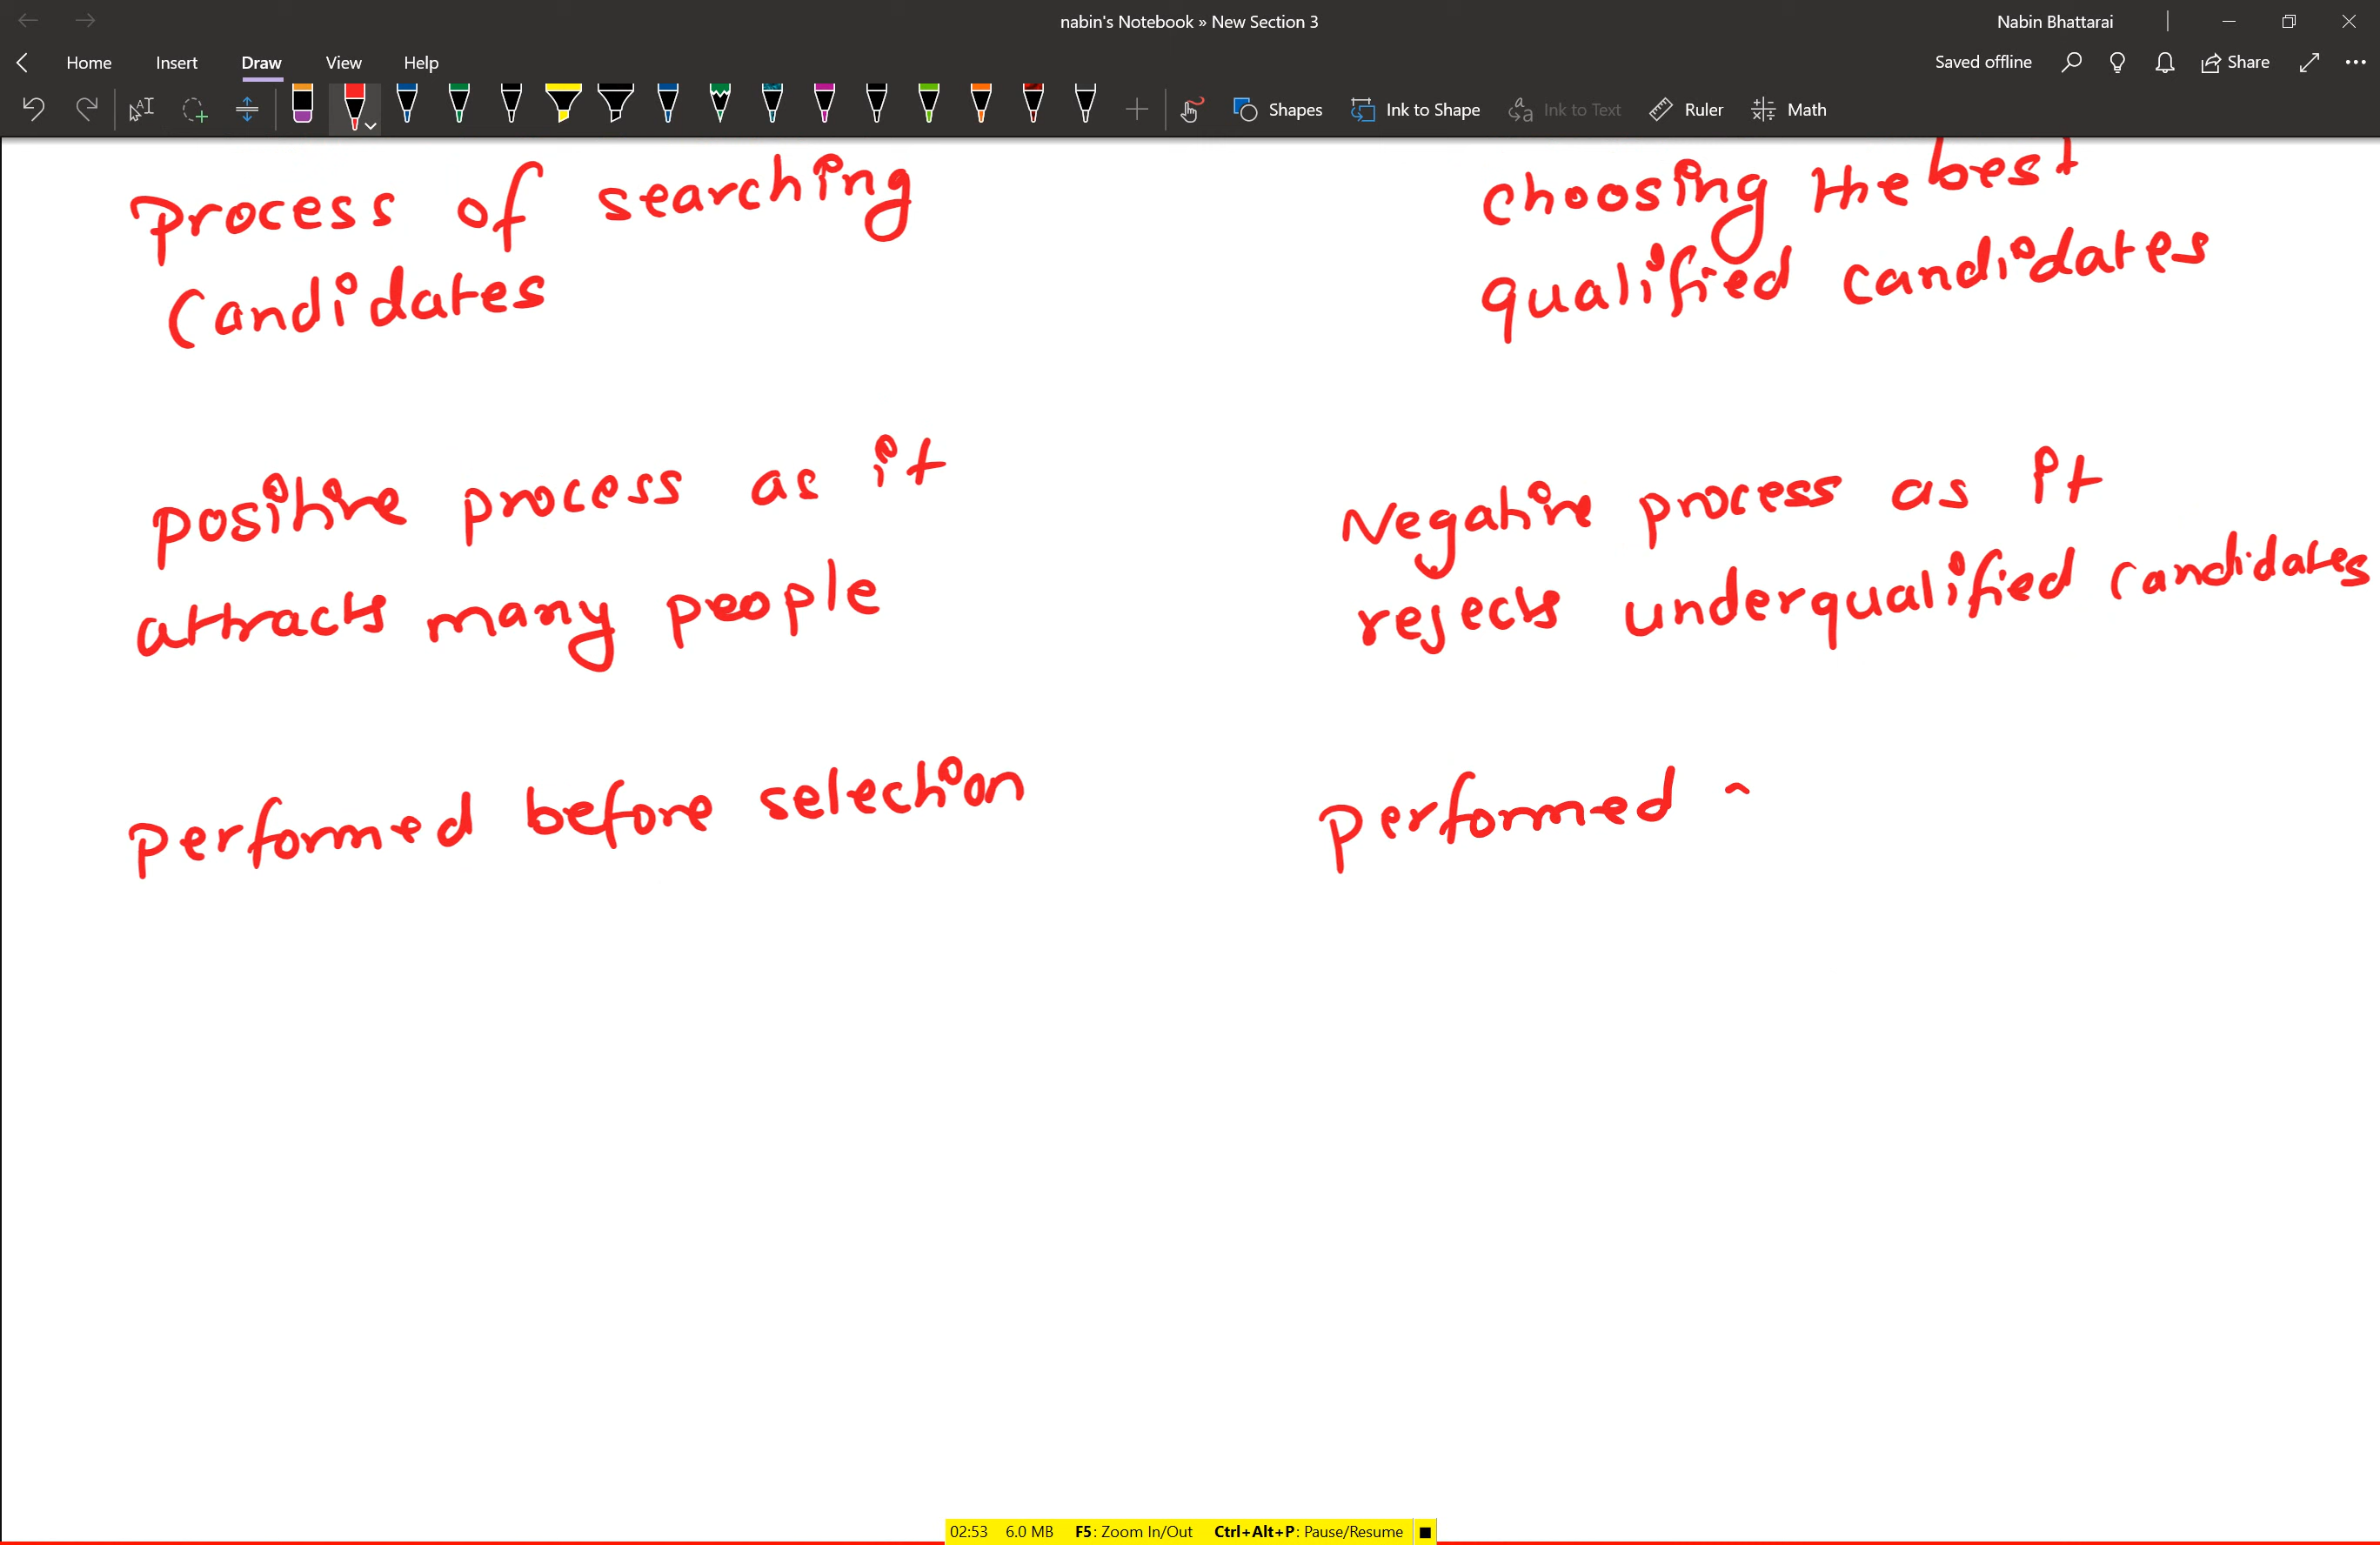 nabin's Notebook » New Section 3
Nabin Bhattarai
Home Insert Draw View Help
Saved offline
Share
Shapes Ink to Shape Ink to Text Ruler Math
process of searching
candidates
choosing the best
qualified candidates
positive process as it
attracts many people
Negative process as it
rejects underqualified candidates
performed before selection
performed
02:53 6.0 MB F5: Zoom In/Out Ctrl+Alt+P: Pause/Resume